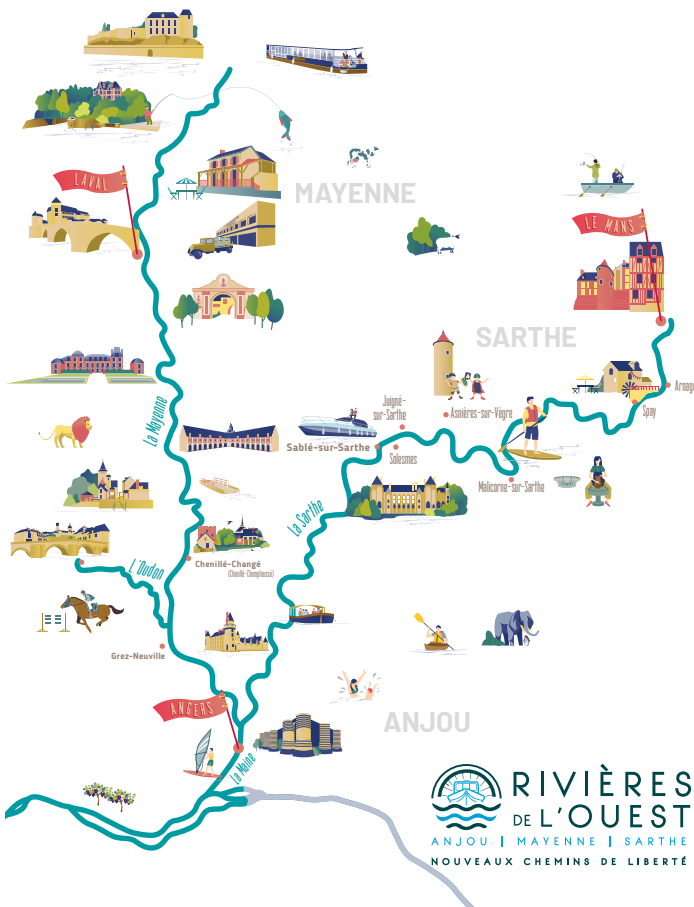 LAVAL
MAYENNE
LE MANS
SARTHE
Arnage
Spay
Juigné-
sur-Sarthe
Asnières-sur-Vègre
La Mayenne
Sablé-sur-Sarthe
Solesmes
Malicorne-sur-Sarthe
La Sarthe
L'Oudon
Chenillé-Changé
(Chenillé-Champteussé)
Grez-Neuville
ANGERS
ANJOU
La Maine
RIVIÈRES
DE L'OUEST
ANJOU | MAYENNE | SARTHE
NOUVEAUX CHEMINS DE LIBERTÉ